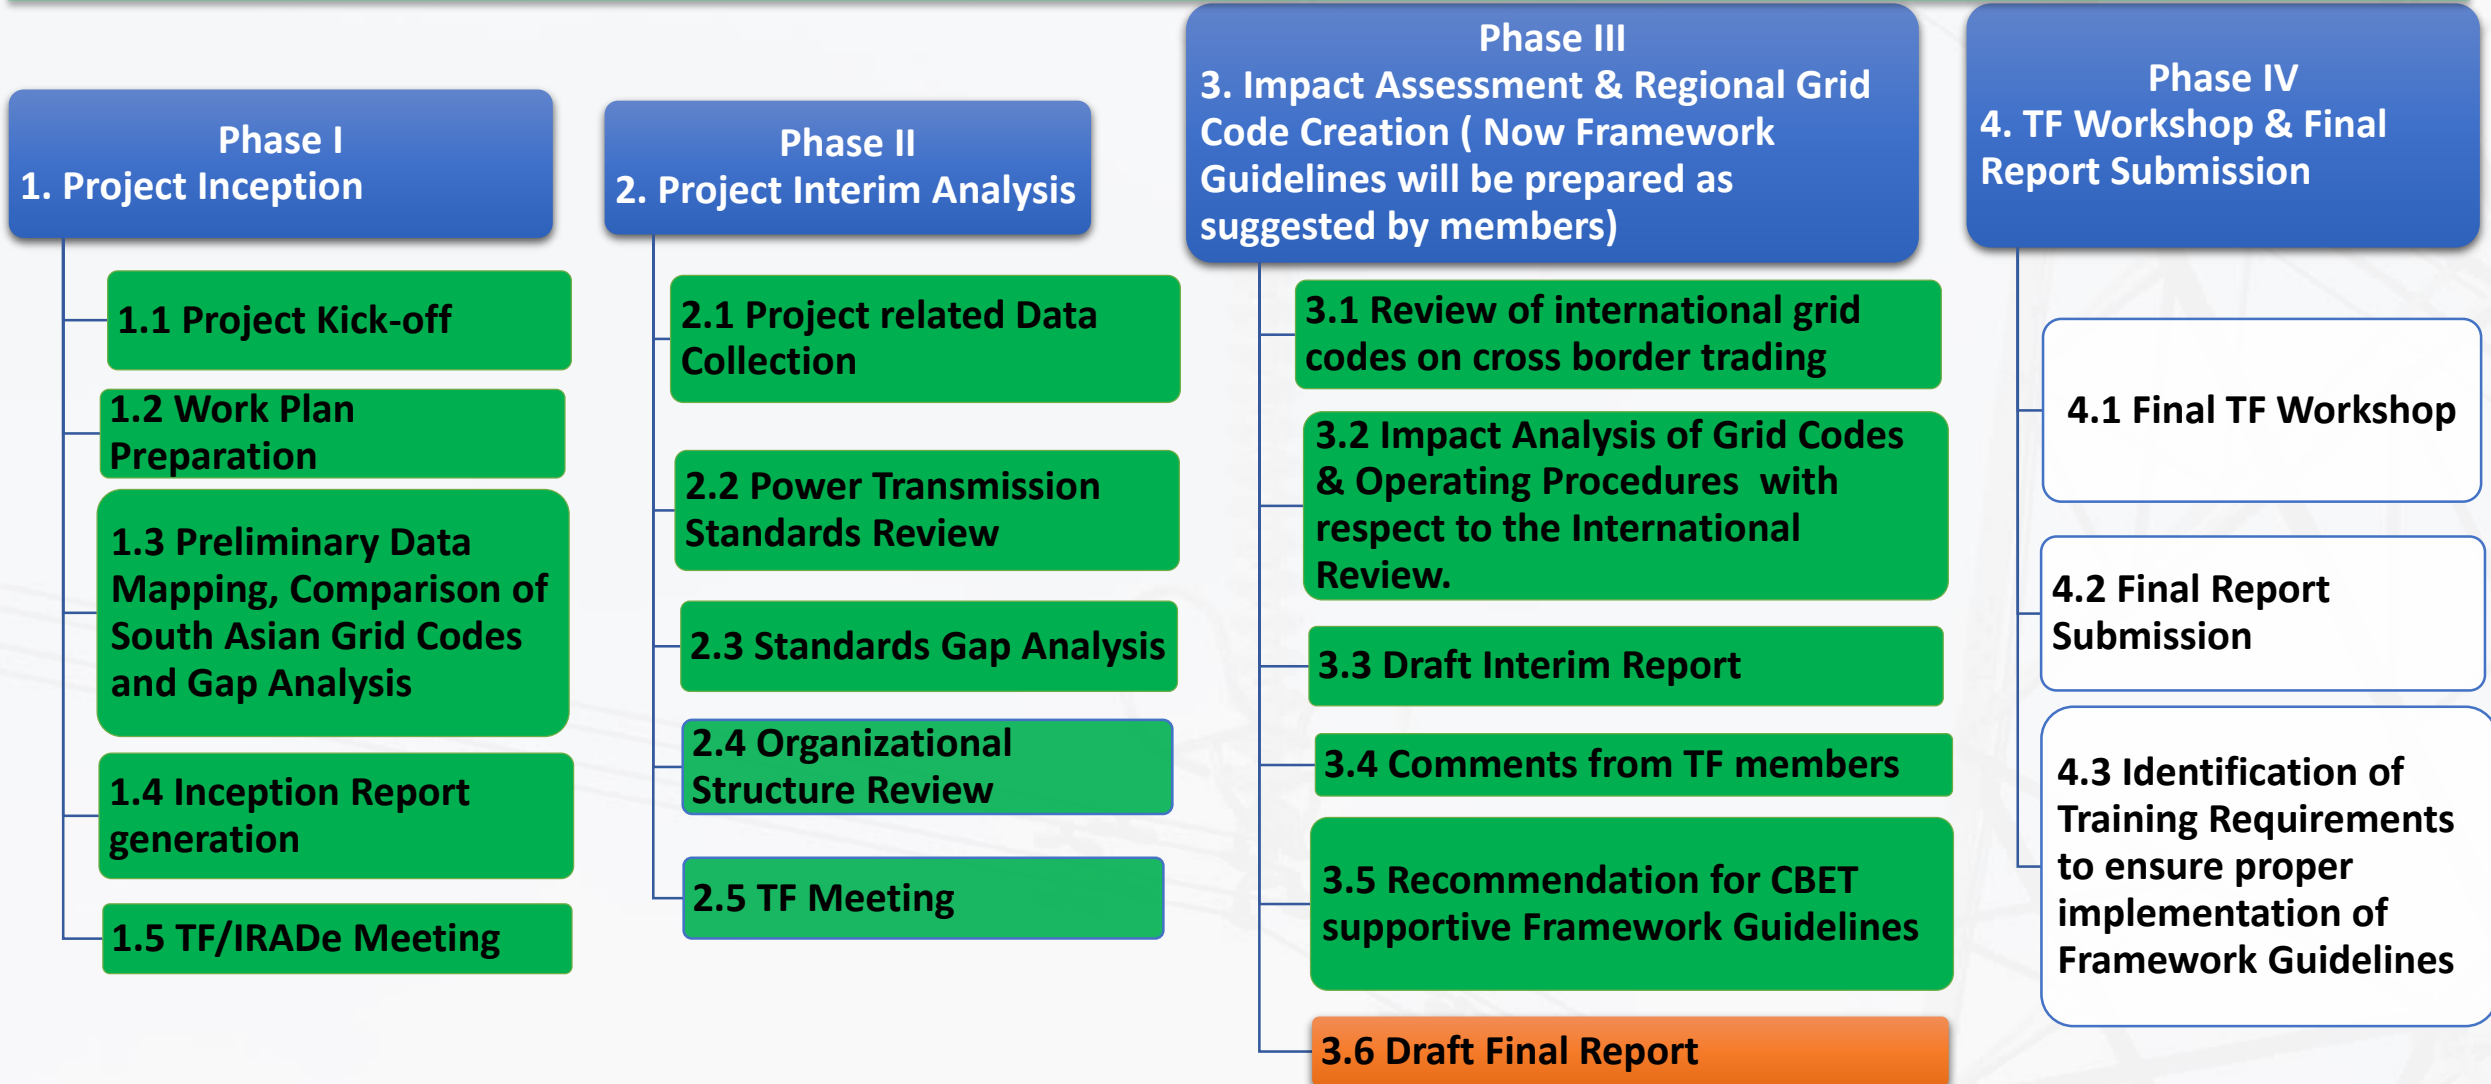 Phase I
1. Project Inception
1.1 Project Kick-off
1.2 Work Plan
Preparation
1.3 Preliminary Data
Mapping, Comparison of
South Asian Grid Codes
and Gap Analysis
1.4 Inception Report
generation
1.5 TF/IRADe Meeting
Phase II
2. Project Interim Analysis
2.1 Project related Data
Collection
2.2 Power Transmission
Standards Review
2.3 Standards Gap Analysis
2.4 Organizational
Structure Review
2.5 TF Meeting
Phase III
3. Impact Assessment & Regional Grid
Code Creation ( Now Framework
Guidelines will be prepared as
suggested by members)
3.1 Review of international grid
codes on cross border trading
3.2 Impact Analysis of Grid Codes
& Operating Procedures  with
respect to the International
Review.
3.3 Draft Interim Report
3.4 Comments from TF members
3.5 Recommendation for CBET
supportive Framework Guidelines
3.6 Draft Final Report
Phase IV
4. TF Workshop & Final
Report Submission
4.1 Final TF Workshop
4.2 Final Report
Submission
4.3 Identification of
Training Requirements
to ensure proper
implementation of
Framework Guidelines